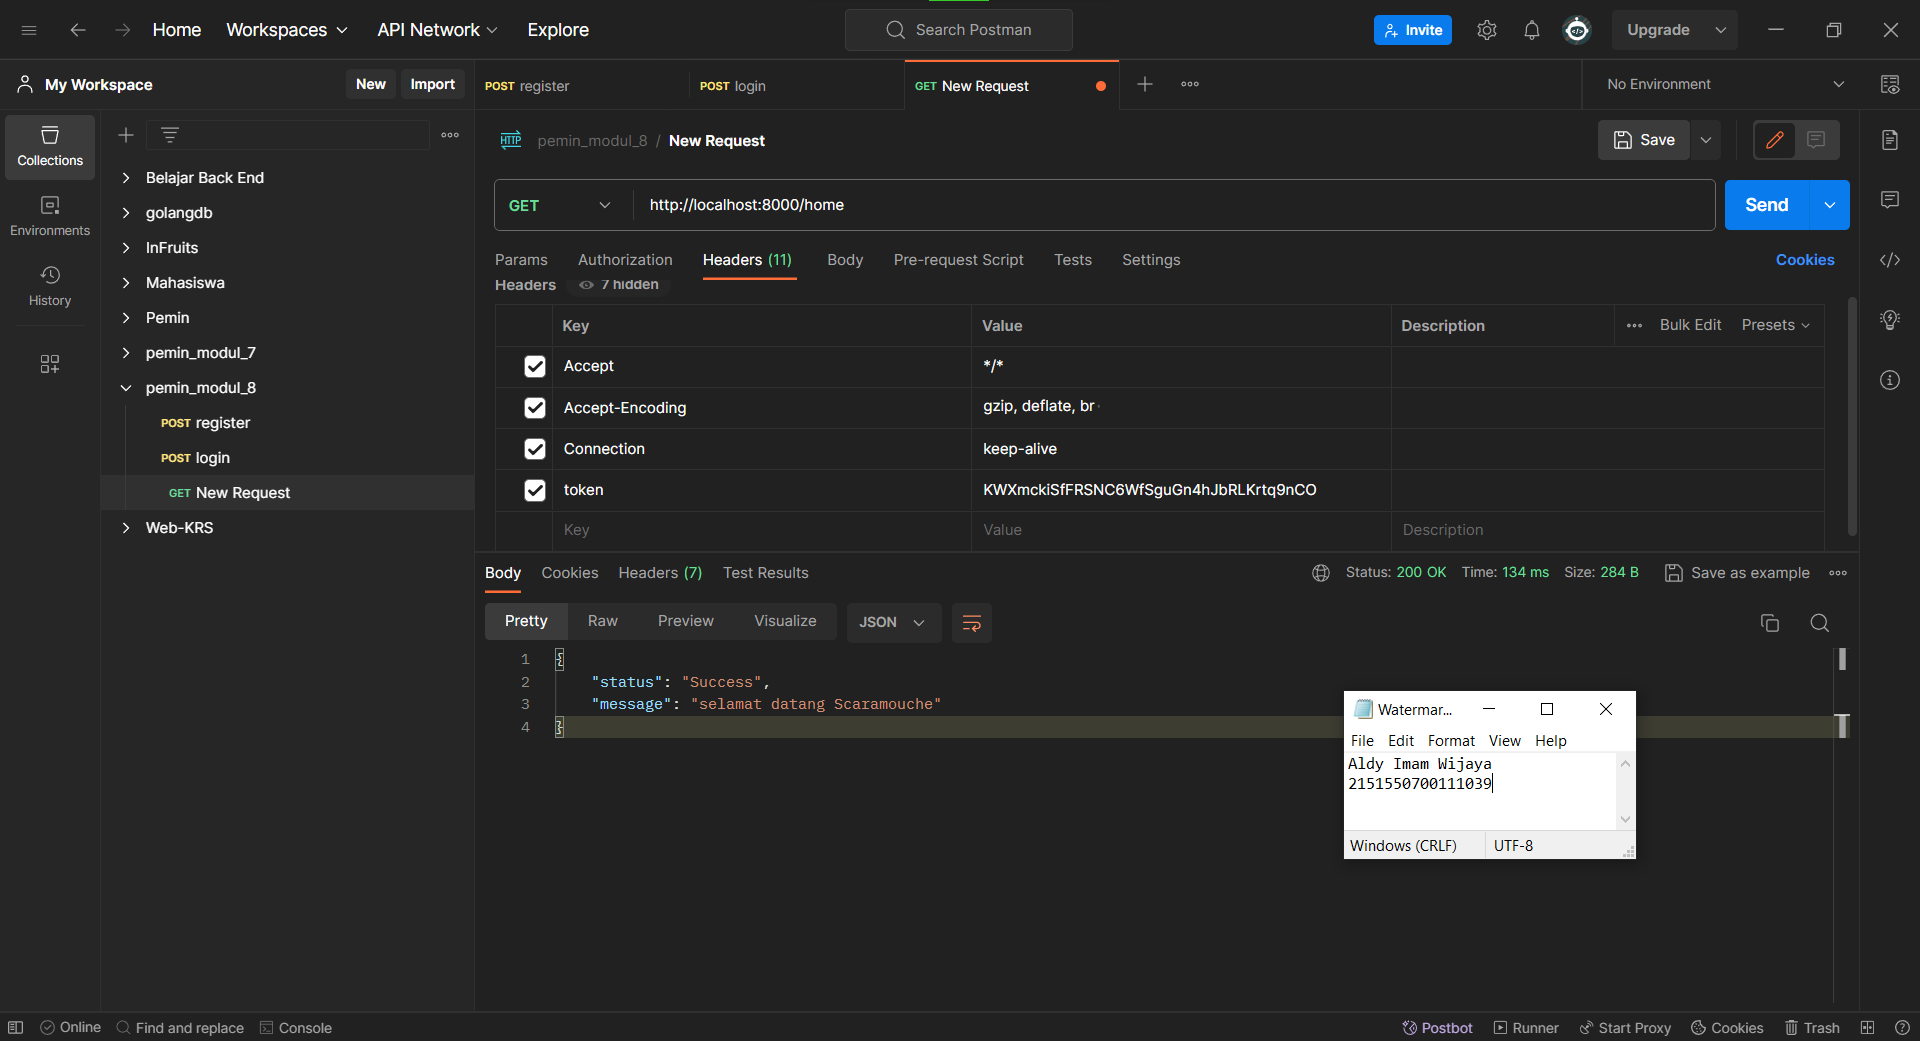 Home Workspaces API Network Explore Search Postman Invite Upgrade
My Workspace New Import POST register POST login GET New Request No Environment
Collections
Environments
History
Belajar Back End
golangdb
InFruits
Mahasiswa
Pemin
pemin_modul_7
pemin_modul_8
POST register
POST login
GET New Request
Web-KRS
HTTP pemin_modul_8 / New Request Save
GET http://localhost:8000/home Send
Params Authorization Headers (11) Body Pre-request Script Tests Settings Cookies
Headers 7 hidden
Key Value Description Bulk Edit Presets
Accept */*
Accept-Encoding gzip, deflate, br
Connection keep-alive
token KWXmckiSfFRSNC6WfSguGn4hJbRLKrtq9nCO
Key Value Description
Body Cookies Headers (7) Test Results Status: 200 OK Time: 134 ms Size: 284 B Save as example
Pretty Raw Preview Visualize JSON
1 {
2 "status": "Success",
3 "message": "selamat datang Scaramouche"
4 }
Watermar...
File Edit Format View Help
Aldy Imam Wijaya
2151550700111039
Windows (CRLF) UTF-8
Online Find and replace Console Postbot Runner Start Proxy Cookies Trash